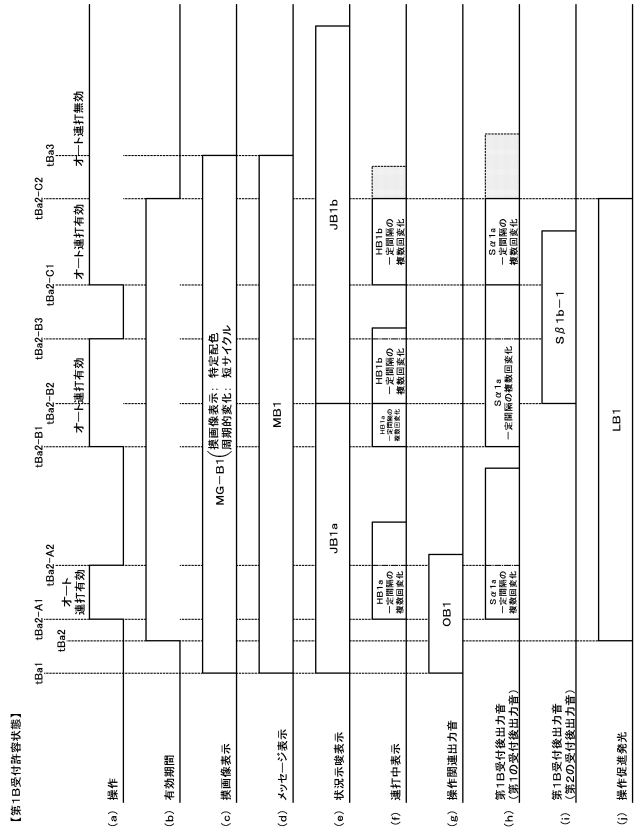 【第1B受付許容状態】
tBa1
tBa2
tBa2-A1
tBa2-A2
tBa2-B1
tBa2-B2
tBa2-B3
tBa2-C1
tBa2-C2
tBa3
(a) 操作
オート
連打有効
オート連打有効
オート連打有効
オート連打無効
(b) 有効期間
(c) 摸画像表示
MG-B1(摸画像表示:特定配色
周期的変化:短サイクル
(d) メッセージ表示
MB1
(e) 状況示唆表示
JB1a
JB1b
(f) 連打中表示
HB1a
一定間隔の
複数回変化
HB1a
一定間隔の
複数回変化
HB1b
一定間隔の
複数回変化
HB1b
一定間隔の
複数回変化
(g) 操作関連出力音
OB1
(h) 第1B受付後出力音
(第1の受付後出力音)
Sα1a
一定間隔の
複数回変化
Sα1a
一定間隔の複数回変化
Sα1a
一定間隔の
複数回変化
(i) 第1B受付後出力音
(第2の受付後出力音)
Sβ1b-1
(j) 操作促進発光
LB1